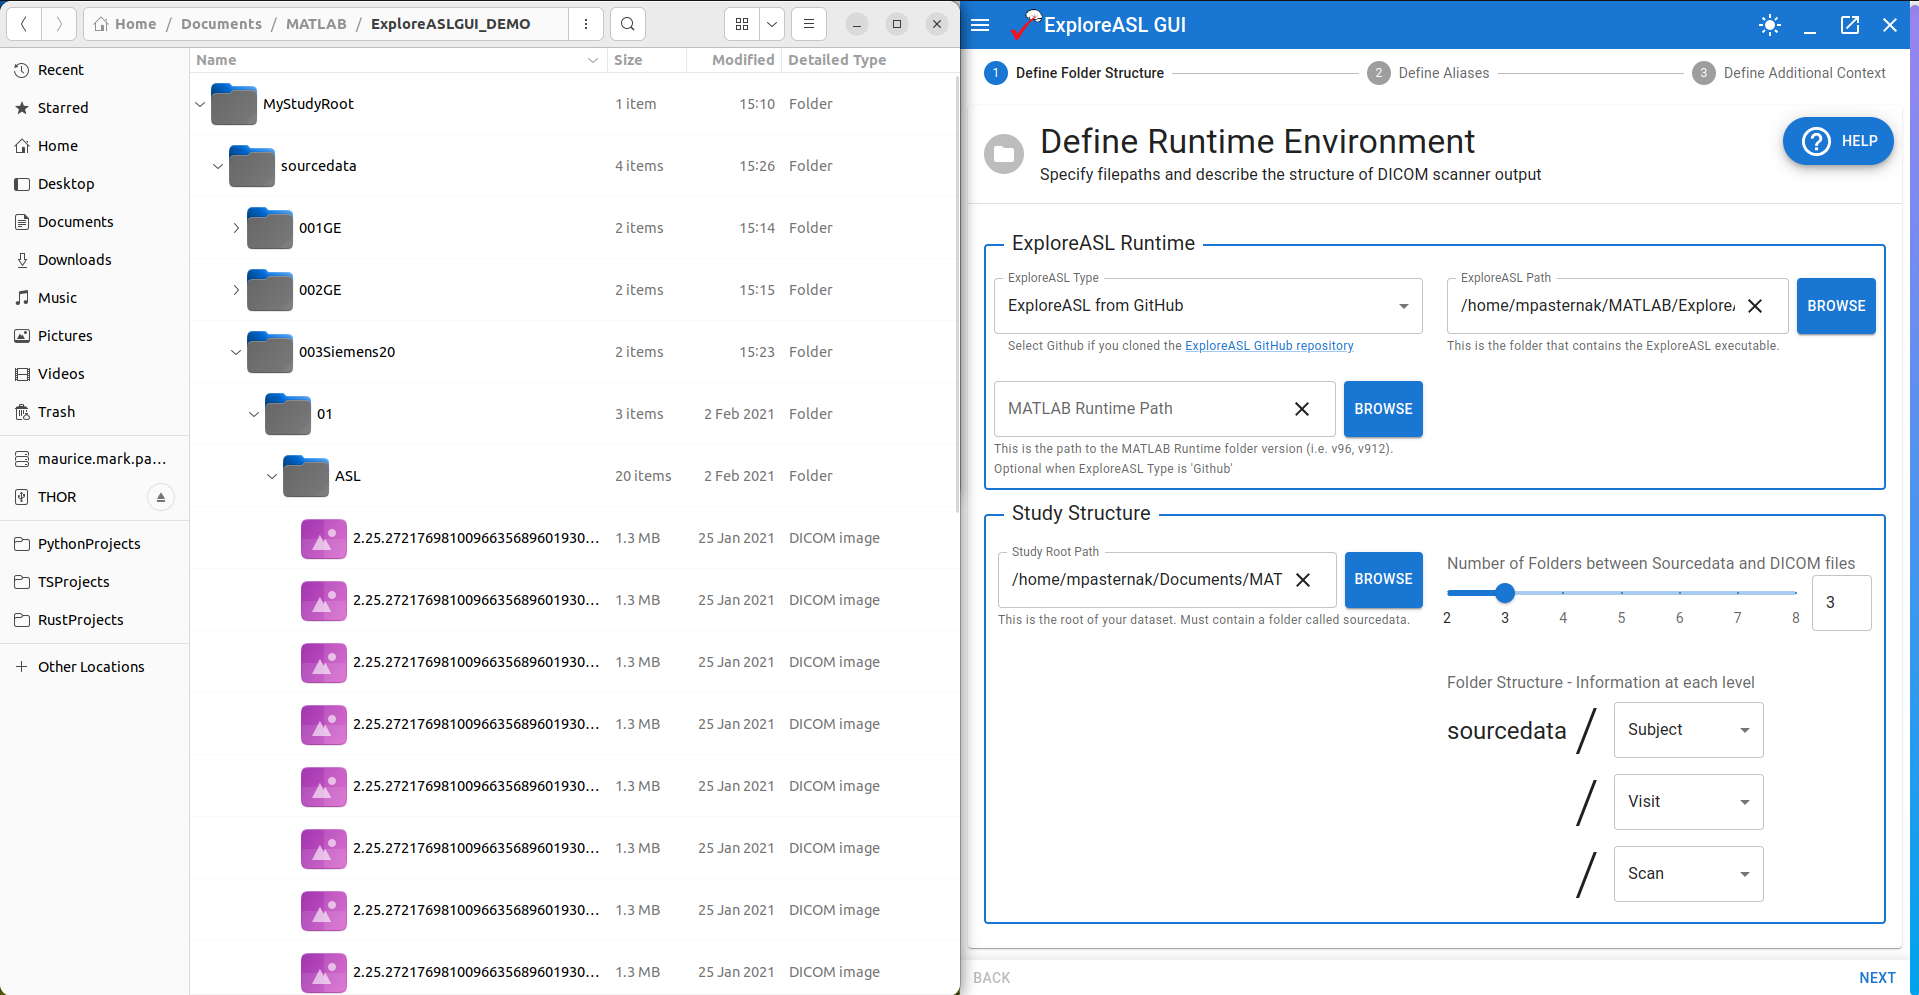 Home / Documents / MATLAB / ExploreASLGUI_DEMO
Name Size Modified Detailed Type
Recent
Starred
Home
Desktop
Documents
Downloads
Music
Pictures
Videos
Trash
maurice.mark.pa...
THOR
PythonProjects
TSProjects
RustProjects
Other Locations
MyStudyRoot 1 item 15:10 Folder
sourcedata 4 items 15:26 Folder
001GE 2 items 15:14 Folder
002GE 2 items 15:15 Folder
003Siemens20 2 items 15:23 Folder
01 3 items 2 Feb 2021 Folder
ASL 20 items 2 Feb 2021 Folder
2.25.2721769810096635689601930... 1.3 MB 25 Jan 2021 DICOM image
2.25.2721769810096635689601930... 1.3 MB 25 Jan 2021 DICOM image
2.25.2721769810096635689601930... 1.3 MB 25 Jan 2021 DICOM image
2.25.2721769810096635689601930... 1.3 MB 25 Jan 2021 DICOM image
2.25.2721769810096635689601930... 1.3 MB 25 Jan 2021 DICOM image
2.25.2721769810096635689601930... 1.3 MB 25 Jan 2021 DICOM image
2.25.2721769810096635689601930... 1.3 MB 25 Jan 2021 DICOM image
2.25.2721769810096635689601930... 1.3 MB 25 Jan 2021 DICOM image
ExploreASL GUI
1 Define Folder Structure 2 Define Aliases 3 Define Additional Context
Define Runtime Environment
Specify filepaths and describe the structure of DICOM scanner output
HELP
ExploreASL Runtime
ExploreASL Type
ExploreASL from GitHub
Select Github if you cloned the ExploreASL GitHub repository
ExploreASL Path
/home/mpasternak/MATLAB/Explore
BROWSE
This is the folder that contains the ExploreASL executable.
MATLAB Runtime Path
BROWSE
This is the path to the MATLAB Runtime folder version (i.e. v96, v912).
Optional when ExploreASL Type is 'Github'
Study Structure
Study Root Path
/home/mpasternak/Documents/MAT
BROWSE
This is the root of your dataset. Must contain a folder called sourcedata.
Number of Folders between Sourcedata and DICOM files
2 3 4 5 6 7 8
3
Folder Structure - Information at each level
sourcedata / Subject
/ Visit
/ Scan
BACK NEXT